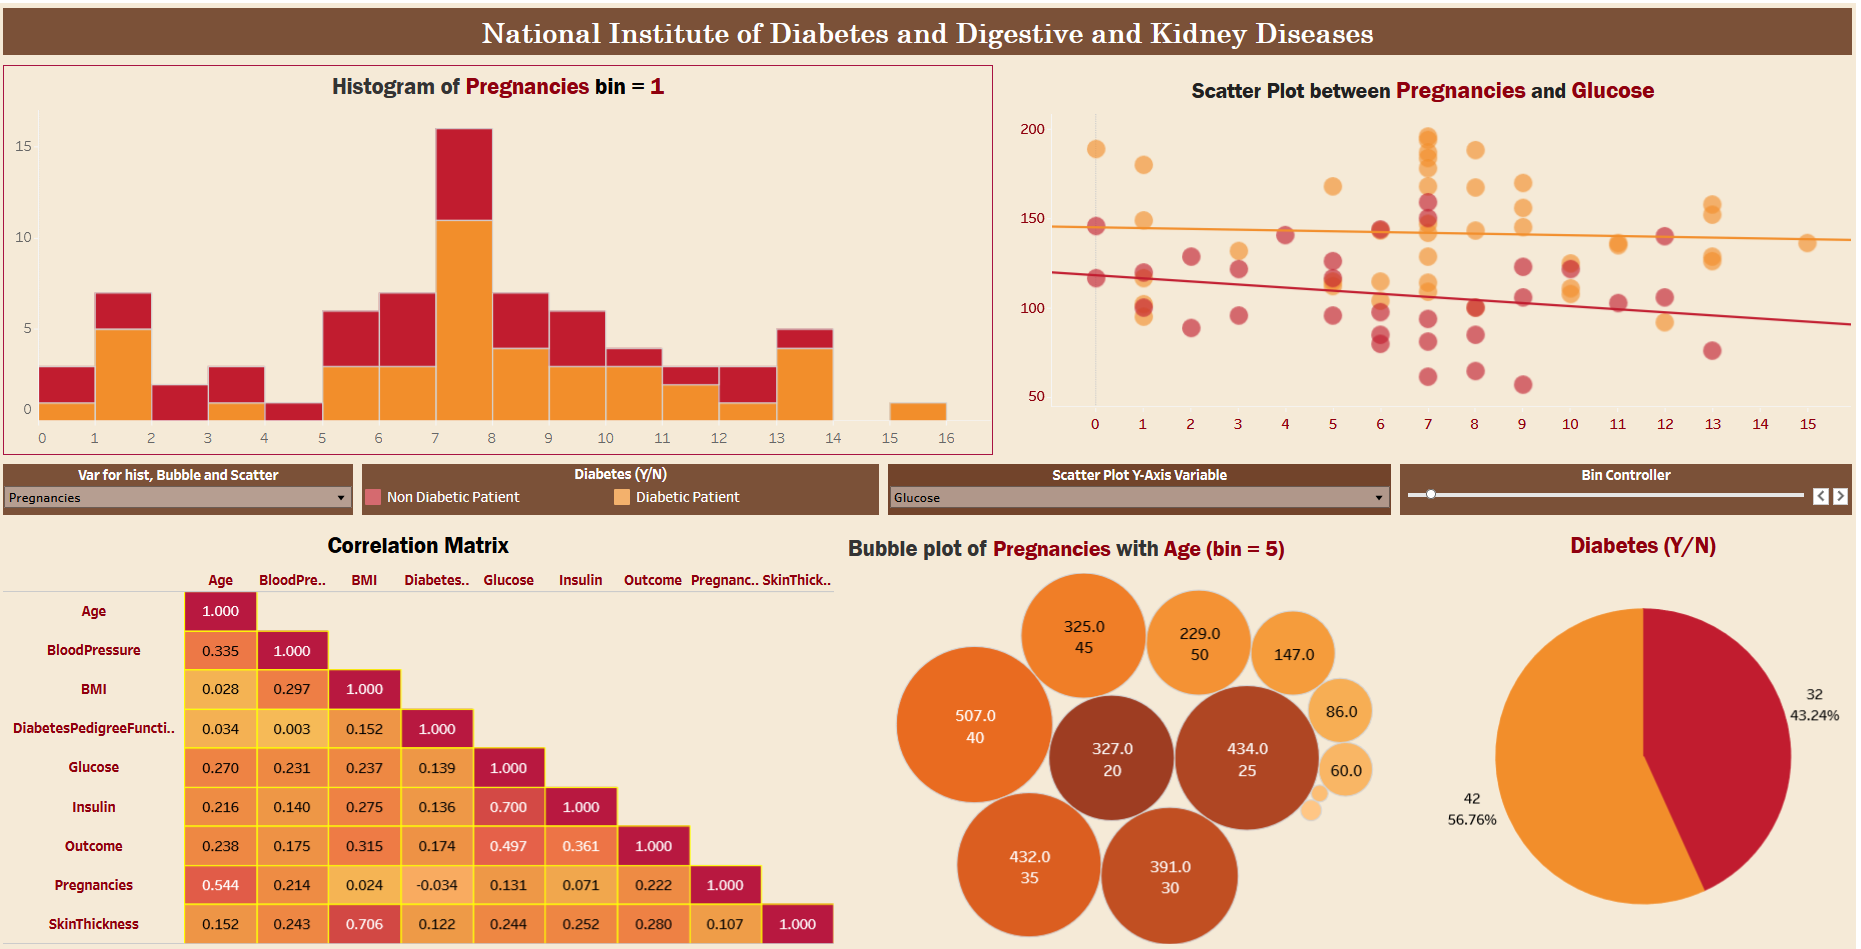 National Institute of Diabetes and Digestive and Kidney Diseases
Histogram of Pregnancies bin = 1
15
10
5
0
0 1 2 3 4 5 6 7 8 9 10 11 12 13 14 15 16
Scatter Plot between Pregnancies and Glucose
200
150
100
50
0 1 2 3 4 5 6 7 8 9 10 11 12 13 14 15
Var for hist, Bubble and Scatter
Pregnancies
Diabetes (Y/N)
Non Diabetic Patient Diabetic Patient
Scatter Plot Y-Axis Variable
Glucose
Bin Controller
Correlation Matrix
Age BloodPre.. BMI Diabetes.. Glucose Insulin Outcome Pregnanc.. SkinThick..
Age 1.000
BloodPressure 0.335 1.000
BMI 0.028 0.297 1.000
DiabetesPedigreeFuncti.. 0.034 0.003 0.152 1.000
Glucose 0.270 0.231 0.237 0.139 1.000
Insulin 0.216 0.140 0.275 0.136 0.700 1.000
Outcome 0.238 0.175 0.315 0.174 0.497 0.361 1.000
Pregnancies 0.544 0.214 0.024 -0.034 0.131 0.071 0.222 1.000
SkinThickness 0.152 0.243 0.706 0.122 0.244 0.252 0.280 0.107 1.000
Bubble plot of Pregnancies with Age (bin = 5)
325.0
45
229.0
50
147.0
507.0
40
86.0
327.0
20
434.0
25
60.0
432.0
35
391.0
30
Diabetes (Y/N)
32
43.24%
42
56.76%